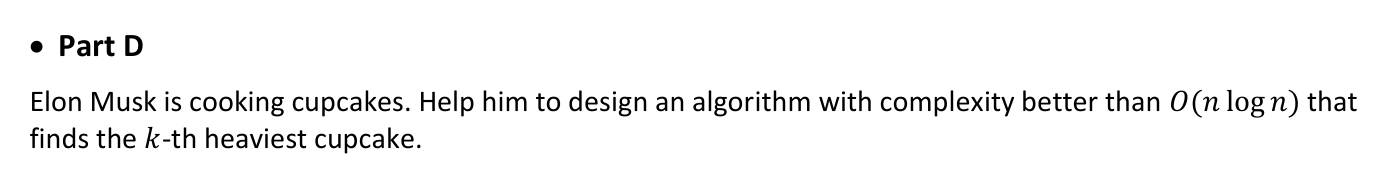 • Part D
Elon Musk is cooking cupcakes. Help him to design an algorithm with complexity better than O(n log n) that
finds the k-th heaviest cupcake.